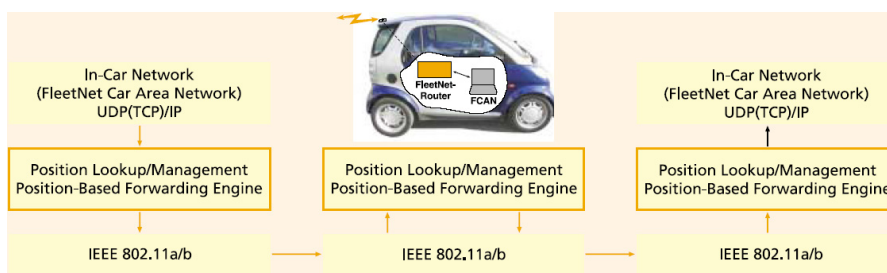 In-Car Network
(FleetNet Car Area Network)
UDP(TCP)/IP
Position Lookup/Management
Position-Based Forwarding Engine
IEEE 802.11a/b
FleetNet-
Router
FCAN
Position Lookup/Management
Position-Based Forwarding Engine
IEEE 802.11a/b
In-Car Network
(FleetNet Car Area Network)
UDP(TCP)/IP
Position Lookup/Management
Position-Based Forwarding Engine
IEEE 802.11a/b